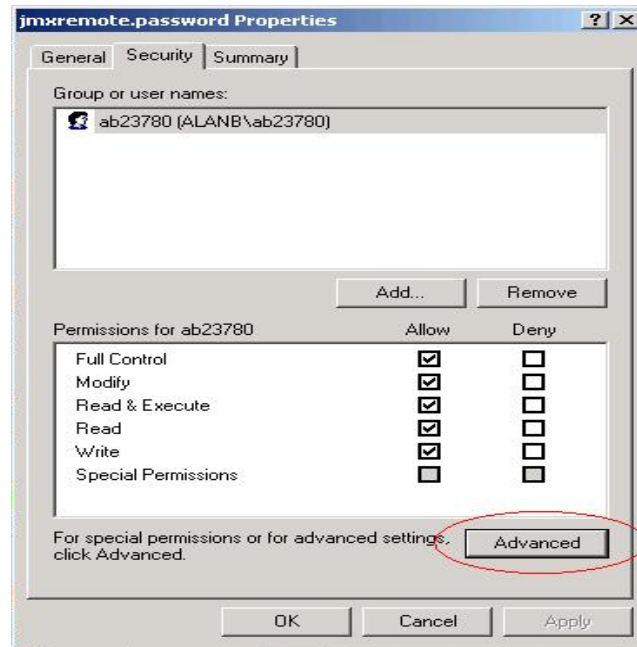 jmxremote.password Properties
General Security Summary
Group or user names:
ab23780 (ALANB\ab23780)
Add... Remove
Permissions for ab23780 Allow Deny
Full Control
Modify
Read & Execute
Read
Write
Special Permissions
For special permissions or for advanced settings,
click Advanced.
Advanced
OK Cancel Apply